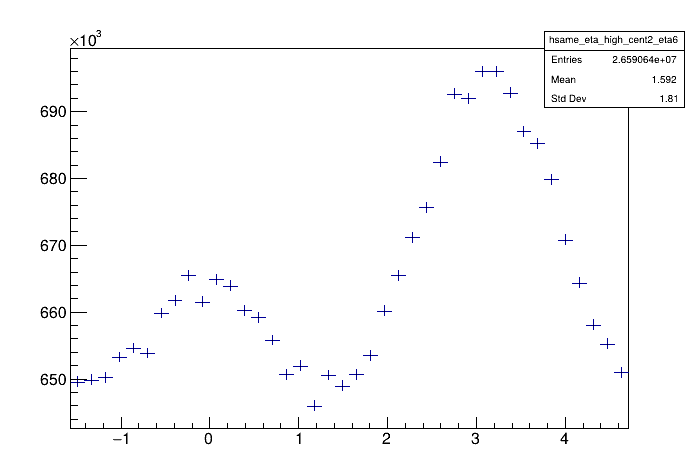 ×10³
hsame_eta_high_cent2_eta6
Entries 2.659064e+07
Mean 1.592
Std Dev 1.81
690
680
670
660
650
−1 0 1 2 3 4